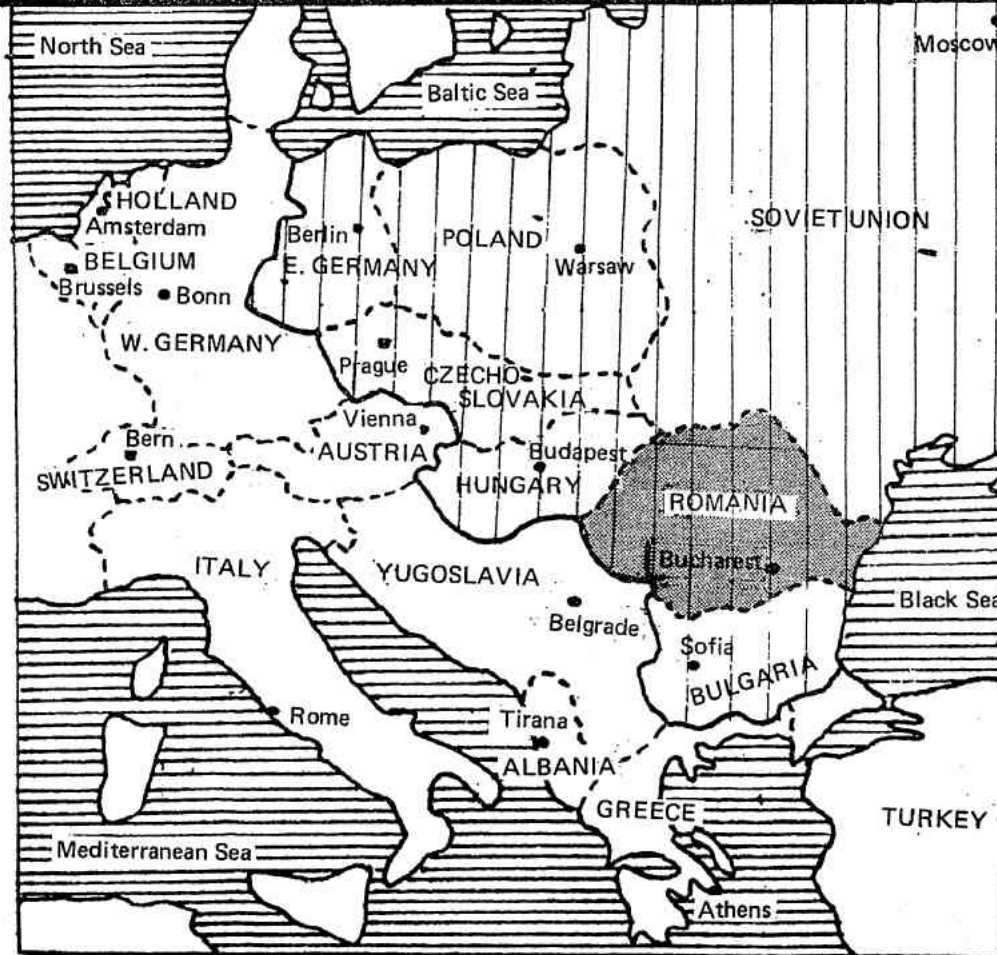 North Sea
Moscow
Baltic Sea
HOLLAND
Amsterdam
SOVIET UNION
Berlin
POLAND
BELGIUM
E. GERMANY
Warsaw
Brussels
Bonn
W. GERMANY
Prague
CZECHO-
SLOVAKIA
Vienna
Bern
AUSTRIA
Budapest
SWITZERLAND
HUNGARY
ROMANIA
ITALY
YUGOSLAVIA
Bucharest
Black Sea
Belgrade
Sofia
BULGARIA
Rome
Tirana
ALBANIA
GREECE
TURKEY
Mediterranean Sea
Athens